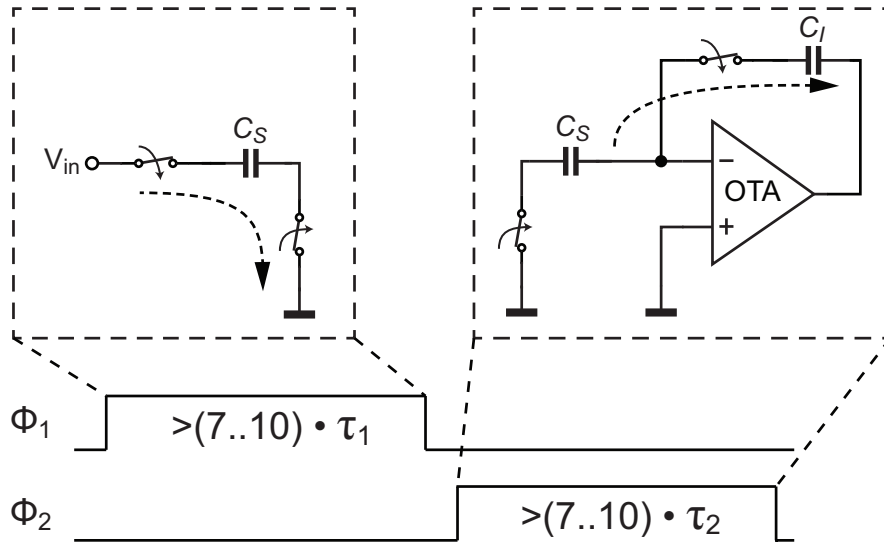 C_I
C_S
C_S
V_in
−
OTA
+
Φ_1
>(7..10) • τ_1
Φ_2
>(7..10) • τ_2